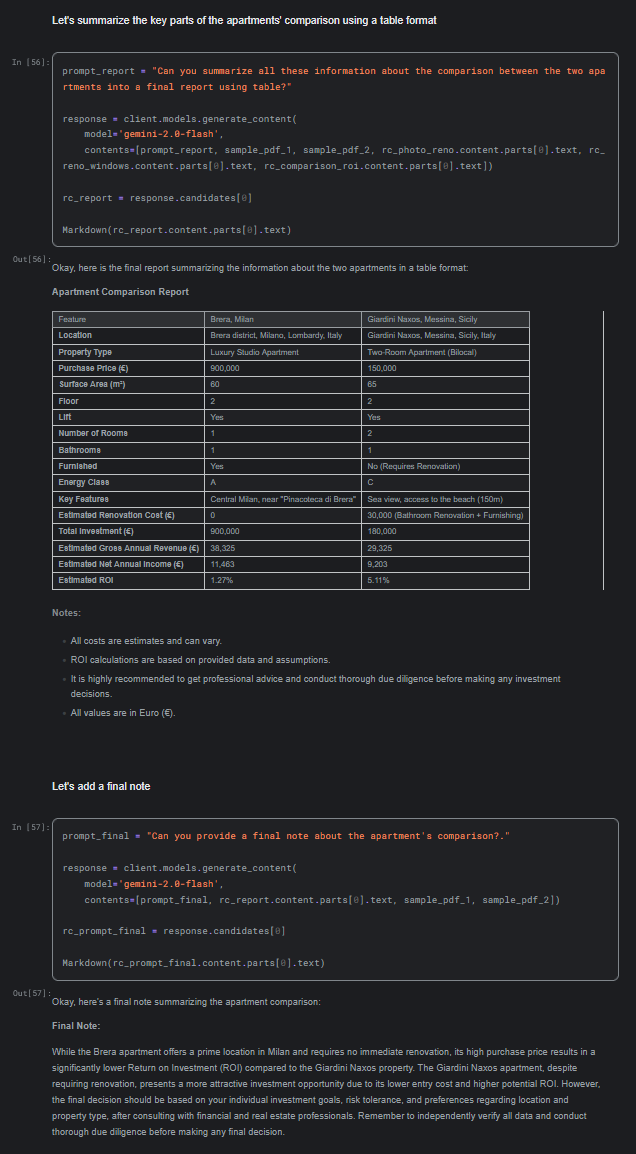 Let's summarize the key parts of the apartments' comparison using a table format
In [56]:
prompt_report = "Can you summarize all these information about the comparison between the two apa
rtments into a final report using table?"
response = client.models.generate_content(
model='gemini-2.0-flash',
contents=[prompt_report, sample_pdf_1, sample_pdf_2, rc_photo_reno.content.parts[0].text, rc_
reno_windows.content.parts[0].text, rc_comparison_roi.content.parts[0].text])
rc_report = response.candidates[0]
Markdown(rc_report.content.parts[0].text)
Out[56]:
Okay, here is the final report summarizing the information about the two apartments in a table format:
Apartment Comparison Report
Feature Brera, Milan Giardini Naxos, Messina, Sicily
Location Brera district, Milano, Lombardy, Italy Giardini Naxos, Messina, Sicily, Italy
Property Type Luxury Studio Apartment Two-Room Apartment (Bilocal)
Purchase Price (€) 900,000 150,000
Surface Area (m²) 60 65
Floor 2 2
Lift Yes Yes
Number of Rooms 1 2
Bathrooms 1 1
Furnished Yes No (Requires Renovation)
Energy Class A C
Key Features Central Milan, near "Pinacoteca di Brera" Sea view, access to the beach (150m)
Estimated Renovation Cost (€) 0 30,000 (Bathroom Renovation + Furnishing)
Total Investment (€) 900,000 180,000
Estimated Gross Annual Revenue (€) 38,325 29,325
Estimated Net Annual Income (€) 11,463 9,203
Estimated ROI 1.27% 5.11%
Notes:
• All costs are estimates and can vary.
• ROI calculations are based on provided data and assumptions.
• It is highly recommended to get professional advice and conduct thorough due diligence before making any investment
decisions.
• All values are in Euro (€).
Let's add a final note
In [57]:
prompt_final = "Can you provide a final note about the apartment's comparison?."
response = client.models.generate_content(
model='gemini-2.0-flash',
contents=[prompt_final, rc_report.content.parts[0].text, sample_pdf_1, sample_pdf_2])
rc_prompt_final = response.candidates[0]
Markdown(rc_prompt_final.content.parts[0].text)
Out[57]:
Okay, here's a final note summarizing the apartment comparison:
Final Note:
While the Brera apartment offers a prime location in Milan and requires no immediate renovation, its high purchase price results in a
significantly lower Return on Investment (ROI) compared to the Giardini Naxos property. The Giardini Naxos apartment, despite
requiring renovation, presents a more attractive investment opportunity due to its lower entry cost and higher potential ROI. However,
the final decision should be based on your individual investment goals, risk tolerance, and preferences regarding location and
property type, after consulting with financial and real estate professionals. Remember to independently verify all data and conduct
thorough due diligence before making any final decision.